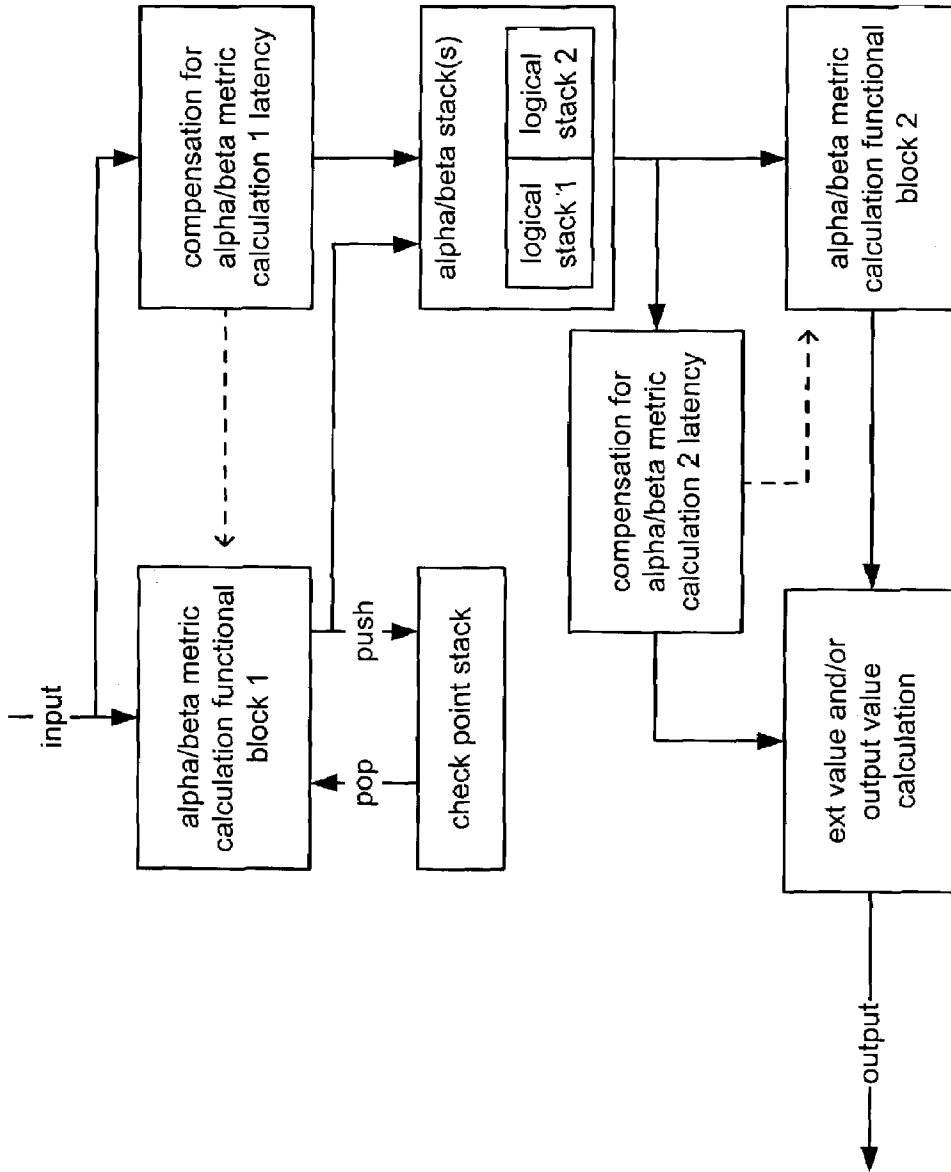 input
alpha/beta metric
calculation functional
block 1
compensation for
alpha/beta metric
calculation 1 latency
pop
push
check point stack
alpha/beta stack(s)
logical
stack 1
logical
stack 2
compensation for
alpha/beta metric
calculation 2 latency
ext value and/or
output value
calculation
alpha/beta metric
calculation functional
block 2
output